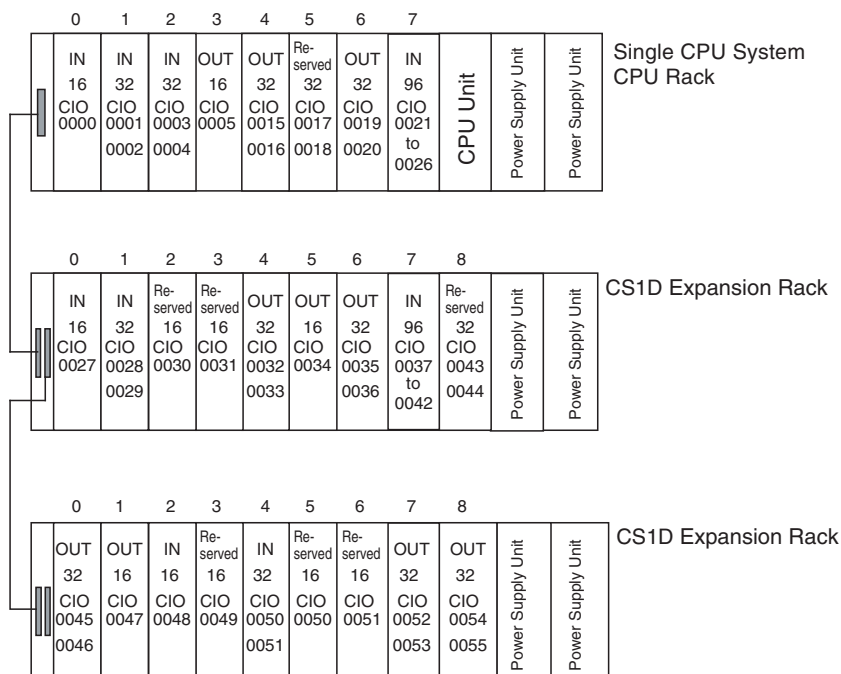 0 1 2 3 4 5 6 7
IN IN IN OUT OUT Re-served OUT IN
16 32 32 16 32 32 32 96
CIO CIO CIO CIO CIO CIO CIO CIO
0000 0001 0003 0005 0015 0017 0019 0021
0002 0004 0016 0018 0020 to
0026
CPU Unit
Power Supply Unit
Power Supply Unit
Single CPU System
CPU Rack
0 1 2 3 4 5 6 7 8
IN IN Re-served Re-served OUT OUT OUT IN Re-served
16 32 16 16 32 16 32 96 32
CIO CIO CIO CIO CIO CIO CIO CIO CIO
0027 0028 0030 0031 0032 0034 0035 0037 0043
0029 0033 0036 to 0044
0042
Power Supply Unit
Power Supply Unit
CS1D Expansion Rack
0 1 2 3 4 5 6 7 8
OUT OUT IN Re-served IN Re-served Re-served OUT OUT
32 16 16 16 32 16 16 32 32
CIO CIO CIO CIO CIO CIO CIO CIO CIO
0045 0047 0048 0049 0050 0050 0051 0052 0054
0046 0051 0053 0055
Power Supply Unit
Power Supply Unit
CS1D Expansion Rack